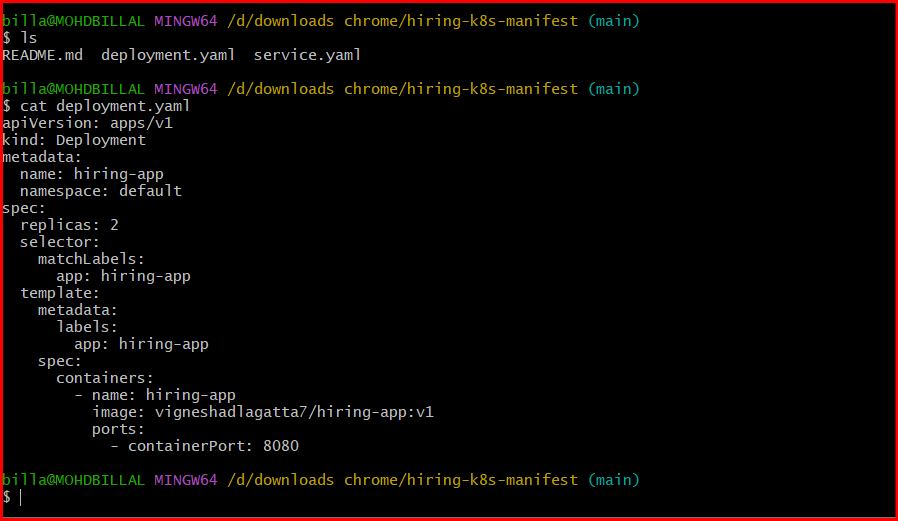 billa@MOHDBILLAL MINGW64 /d/downloads chrome/hiring-k8s-manifest (main)
$ ls
README.md  deployment.yaml  service.yaml

billa@MOHDBILLAL MINGW64 /d/downloads chrome/hiring-k8s-manifest (main)
$ cat deployment.yaml
apiVersion: apps/v1
kind: Deployment
metadata:
  name: hiring-app
  namespace: default
spec:
  replicas: 2
  selector:
    matchLabels:
      app: hiring-app
  template:
    metadata:
      labels:
        app: hiring-app
    spec:
      containers:
        - name: hiring-app
          image: vigneshadlagatta7/hiring-app:v1
          ports:
            - containerPort: 8080

billa@MOHDBILLAL MINGW64 /d/downloads chrome/hiring-k8s-manifest (main)
$